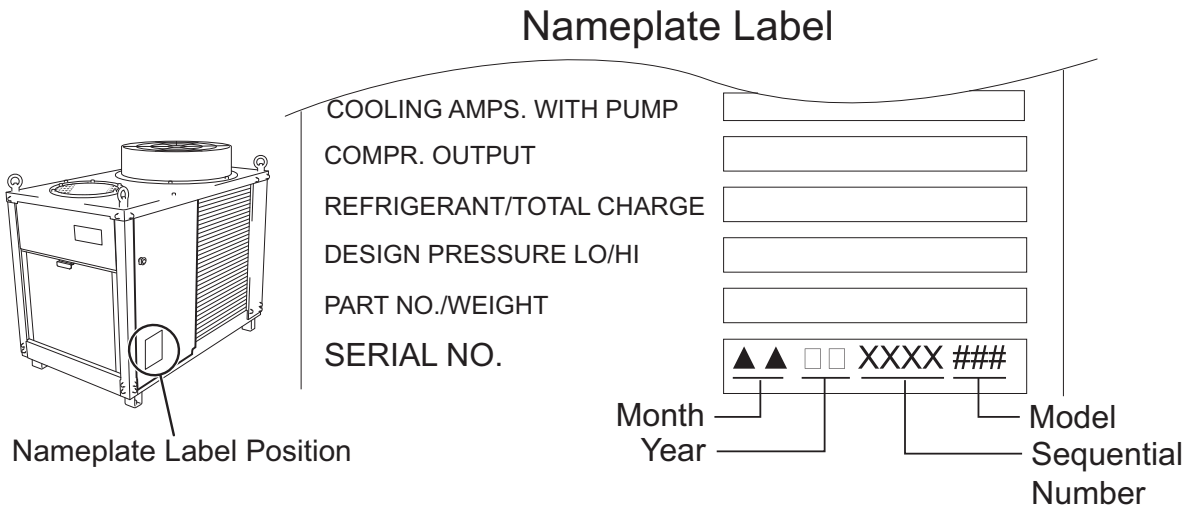 Nameplate Label
COOLING AMPS. WITH PUMP
COMPR. OUTPUT
REFRIGERANT/TOTAL CHARGE
DESIGN PRESSURE LO/HI
PART NO./WEIGHT
SERIAL NO. ▲▲ □□ XXXX ###
Month
Year
Model
Sequential
Number
Nameplate Label Position